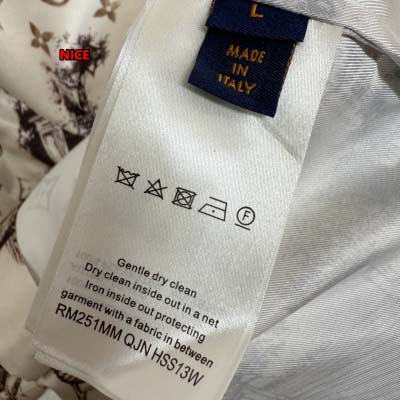 NICE
L
MADE
IN
ITALY
F
Gentle dry clean
Dry clean inside out in a net
Iron inside out protecting
garment with a fabric in between
RM251MM QJN HSS13W